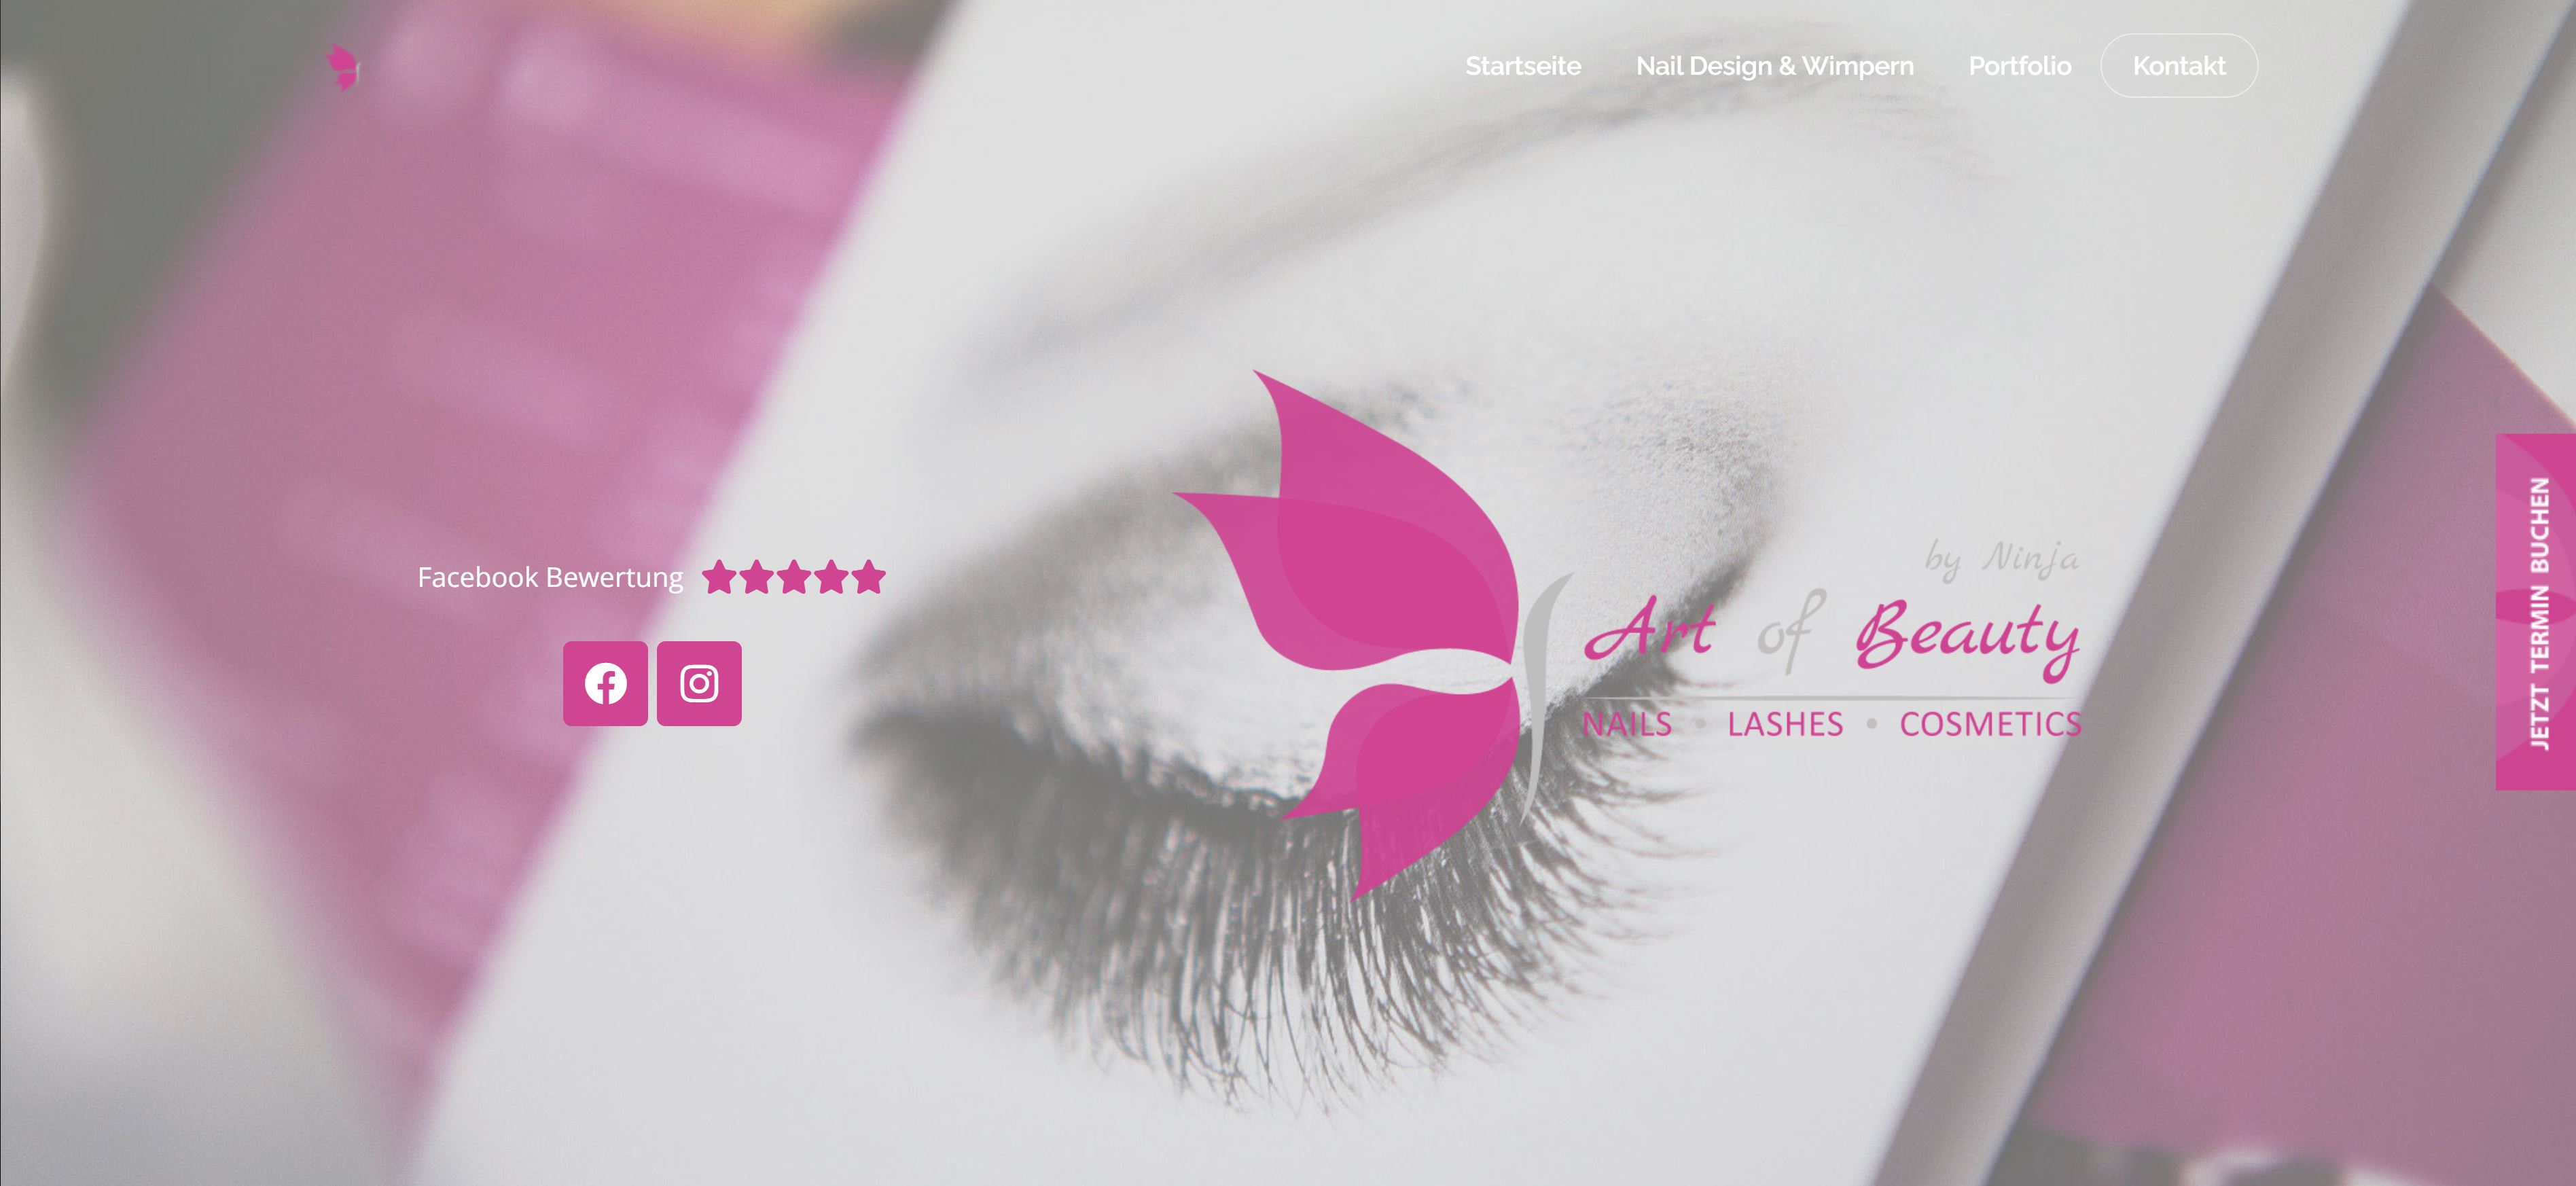 Startseite
Nail Design & Wimpern
Portfolio
Kontakt
Facebook Bewertung
by Ninja
Art of Beauty
NAILS • LASHES • COSMETICS
JETZT TERMIN BUCHEN